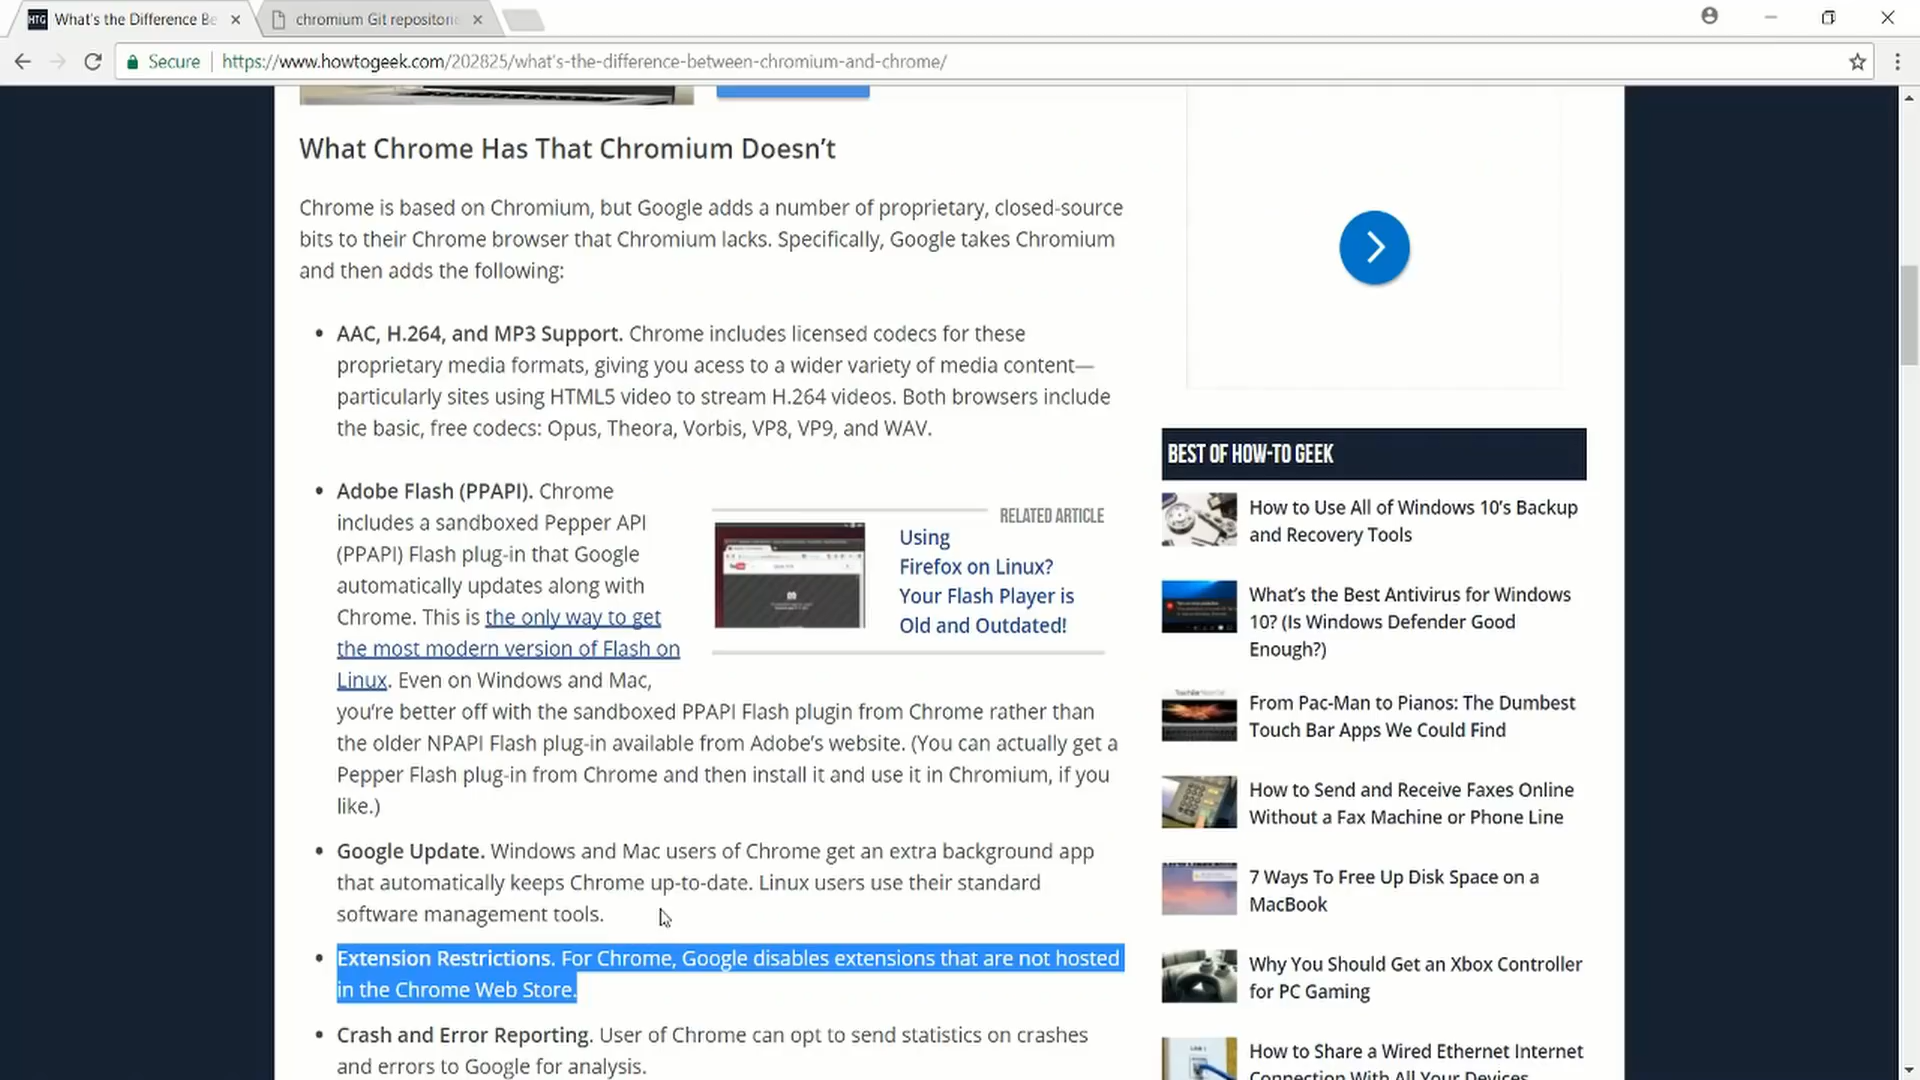 HTG What's the Difference Be
chromium Git repositori
Secure https://www.howtogeek.com/202825/what's-the-difference-between-chromium-and-chrome/
What Chrome Has That Chromium Doesn't
Chrome is based on Chromium, but Google adds a number of proprietary, closed-source
bits to their Chrome browser that Chromium lacks. Specifically, Google takes Chromium
and then adds the following:
• AAC, H.264, and MP3 Support. Chrome includes licensed codecs for these
proprietary media formats, giving you acess to a wider variety of media content—
particularly sites using HTML5 video to stream H.264 videos. Both browsers include
the basic, free codecs: Opus, Theora, Vorbis, VP8, VP9, and WAV.
• Adobe Flash (PPAPI). Chrome
includes a sandboxed Pepper API
(PPAPI) Flash plug-in that Google
automatically updates along with
Chrome. This is the only way to get
the most modern version of Flash on
Linux. Even on Windows and Mac,
you're better off with the sandboxed PPAPI Flash plugin from Chrome rather than
the older NPAPI Flash plug-in available from Adobe's website. (You can actually get a
Pepper Flash plug-in from Chrome and then install it and use it in Chromium, if you
like.)
RELATED ARTICLE
Using
Firefox on Linux?
Your Flash Player is
Old and Outdated!
• Google Update. Windows and Mac users of Chrome get an extra background app
that automatically keeps Chrome up-to-date. Linux users use their standard
software management tools.
• Extension Restrictions. For Chrome, Google disables extensions that are not hosted
in the Chrome Web Store.
• Crash and Error Reporting. User of Chrome can opt to send statistics on crashes
and errors to Google for analysis.
BEST OF HOW-TO GEEK
How to Use All of Windows 10's Backup
and Recovery Tools
What's the Best Antivirus for Windows
10? (Is Windows Defender Good
Enough?)
From Pac-Man to Pianos: The Dumbest
Touch Bar Apps We Could Find
How to Send and Receive Faxes Online
Without a Fax Machine or Phone Line
7 Ways To Free Up Disk Space on a
MacBook
Why You Should Get an Xbox Controller
for PC Gaming
How to Share a Wired Ethernet Internet
Connection With All Your Devices